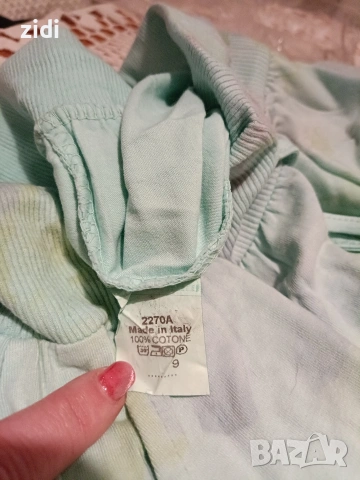 zidi
2270A
Made in Italy
100%COTONE
P
9
BAZAR